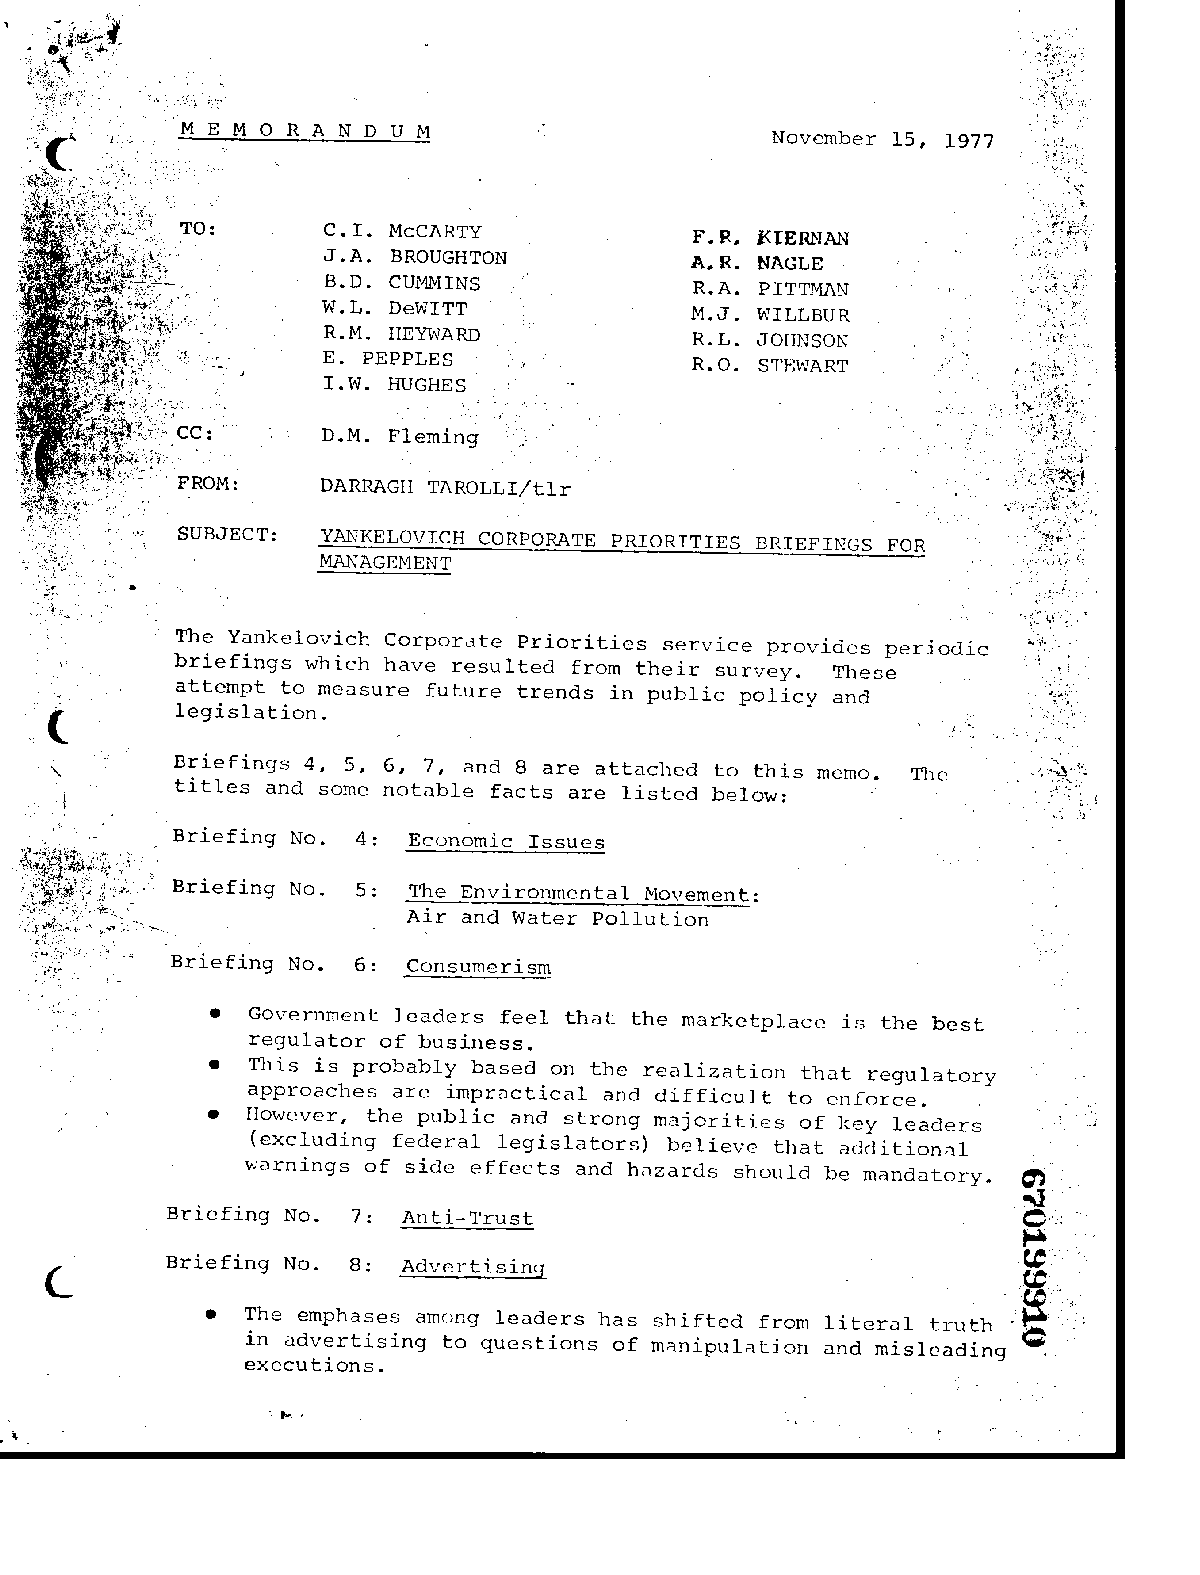 M E M O R A N D U M
November 15, 1977
TO: C.I. McCARTY F.R. KIERNAN
J.A. BROUGHTON A.R. NAGLE
B.D. CUMMINS R.A. PITTMAN
W.L. DeWITT M.J. WILLBUR
R.M. HEYWARD R.L. JOHNSON
E. PEPPLES R.O. STEWART
I.W. HUGHES
CC: D.M. Fleming
FROM: DARRAGH TAROLLI/tlr
SUBJECT: YANKELOVICH CORPORATE PRIORITIES BRIEFINGS FOR
MANAGEMENT
The Yankelovich Corporate Priorities service provides periodic
briefings which have resulted from their survey. These
attempt to measure future trends in public policy and
legislation.
Briefings 4, 5, 6, 7, and 8 are attached to this memo. The
titles and some notable facts are listed below:
Briefing No. 4: Economic Issues
Briefing No. 5: The Environmental Movement:
Air and Water Pollution
Briefing No. 6: Consumerism
● Government leaders feel that the marketplace is the best
regulator of business.
● This is probably based on the realization that regulatory
approaches are impractical and difficult to enforce.
● However, the public and strong majorities of key leaders
(excluding federal legislators) believe that additional
warnings of side effects and hazards should be mandatory.
Briefing No. 7: Anti-Trust
Briefing No. 8: Advertising
● The emphases among leaders has shifted from literal truth
in advertising to questions of manipulation and misleading
executions.
670199910